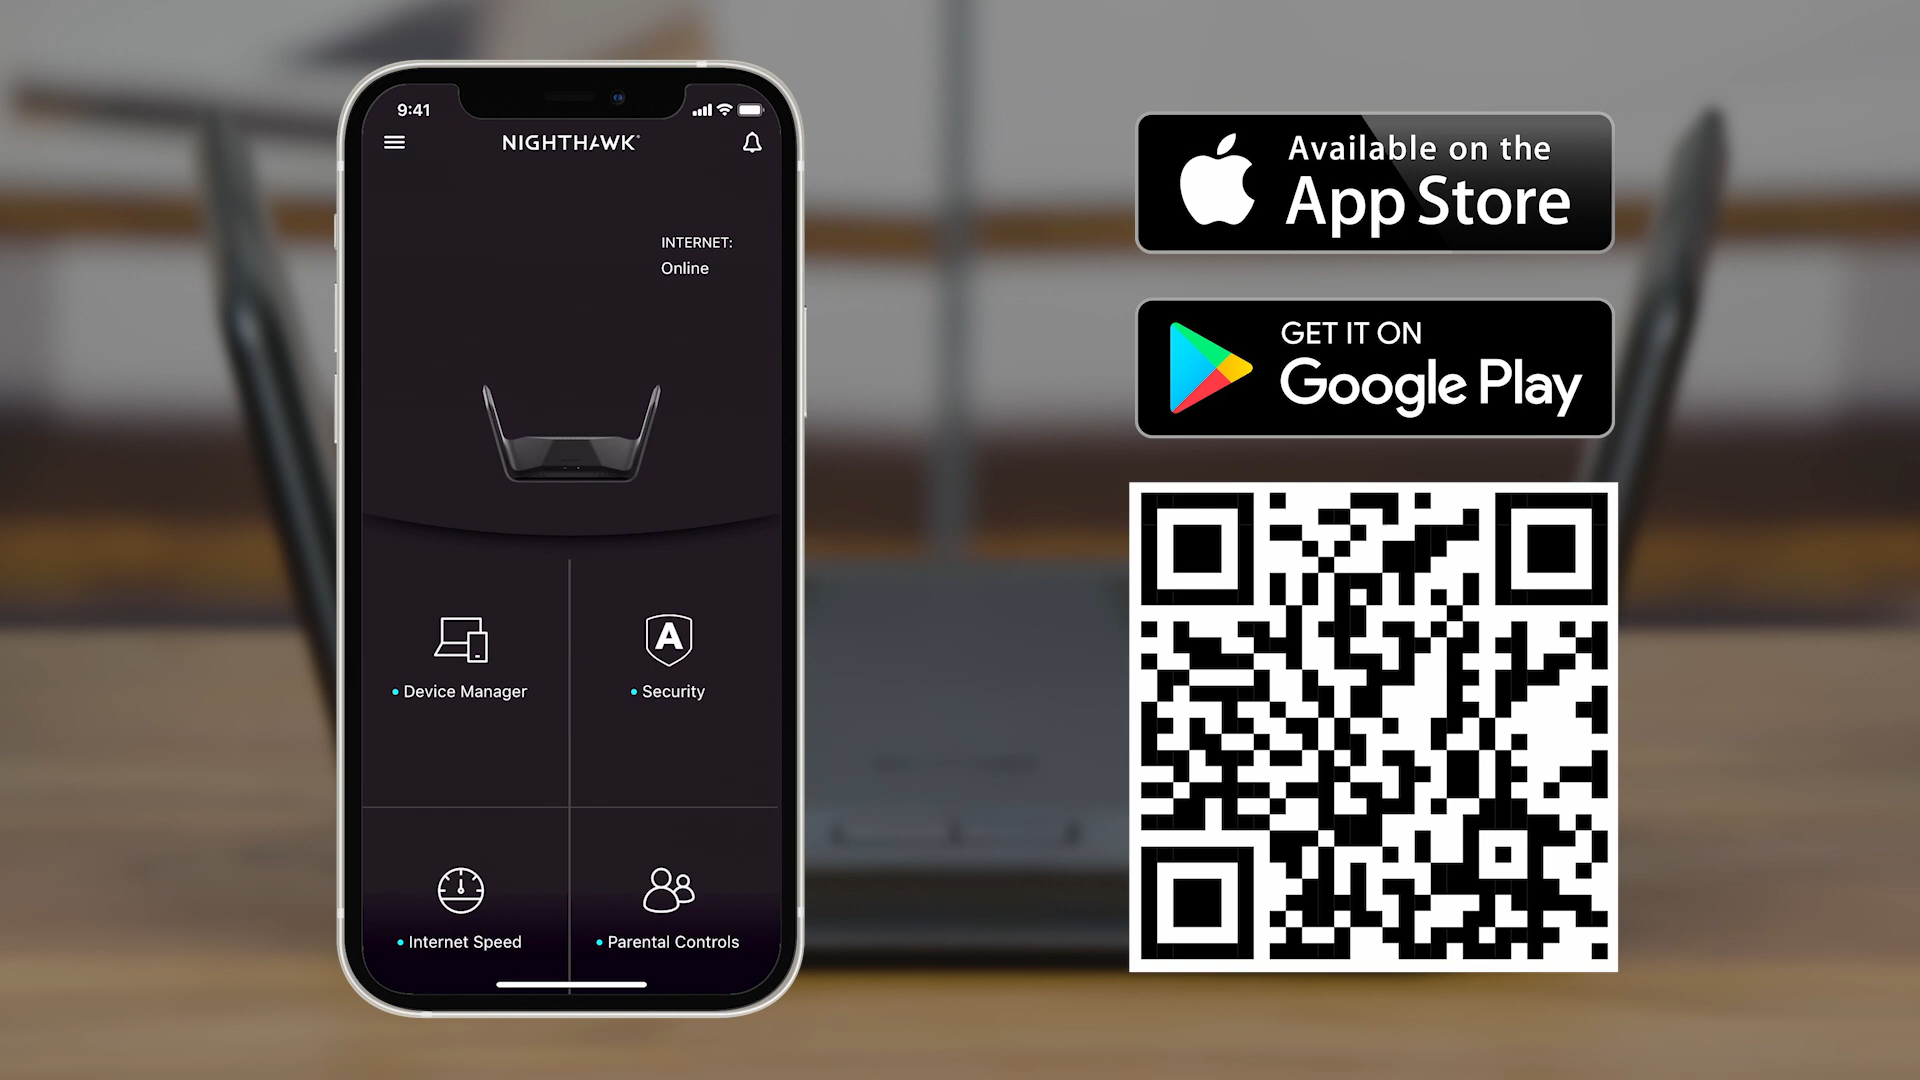 9:41
NIGHTHAWK
INTERNET:
Online
Device Manager
Security
Internet Speed
Parental Controls
Available on the
App Store
GET IT ON
Google Play